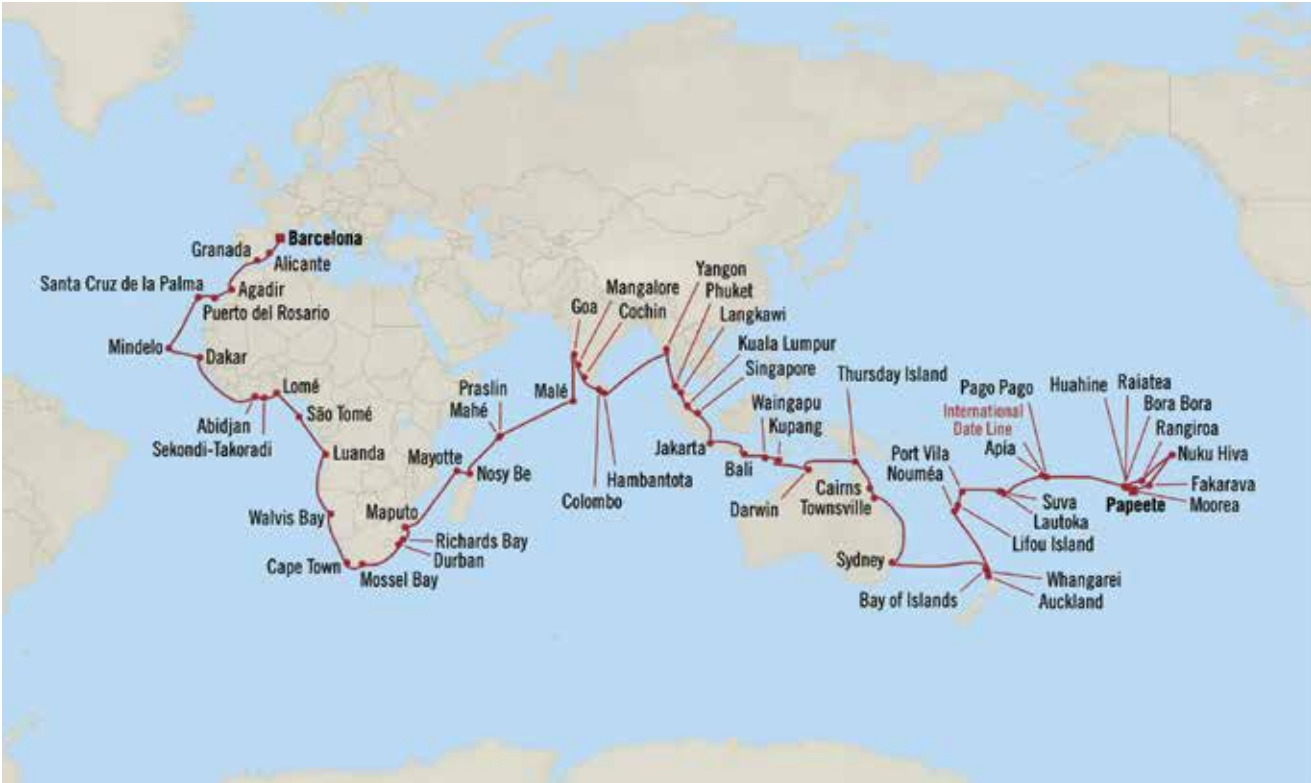 Barcelona
Granada
Alicante
Santa Cruz de la Palma
Agadir
Puerto del Rosario
Mindelo
Dakar
Lomé
Abidjan
São Tomé
Sekondi-Takoradi
Luanda
Walvis Bay
Cape Town
Mossel Bay
Durban
Richards Bay
Maputo
Mayotte
Nosy Be
Praslin
Mahé
Malé
Goa
Mangalore
Cochin
Colombo
Hambantota
Yangon
Phuket
Langkawi
Kuala Lumpur
Singapore
Jakarta
Bali
Waingapu
Kupang
Darwin
Thursday Island
Cairns
Townsville
Sydney
Bay of Islands
Whangarei
Auckland
Port Vila
Nouméa
Lifou Island
Suva
Lautoka
Pago Pago
International
Date Line
Apia
Huahine
Raiatea
Bora Bora
Rangiroa
Nuku Hiva
Fakarava
Moorea
Papeete